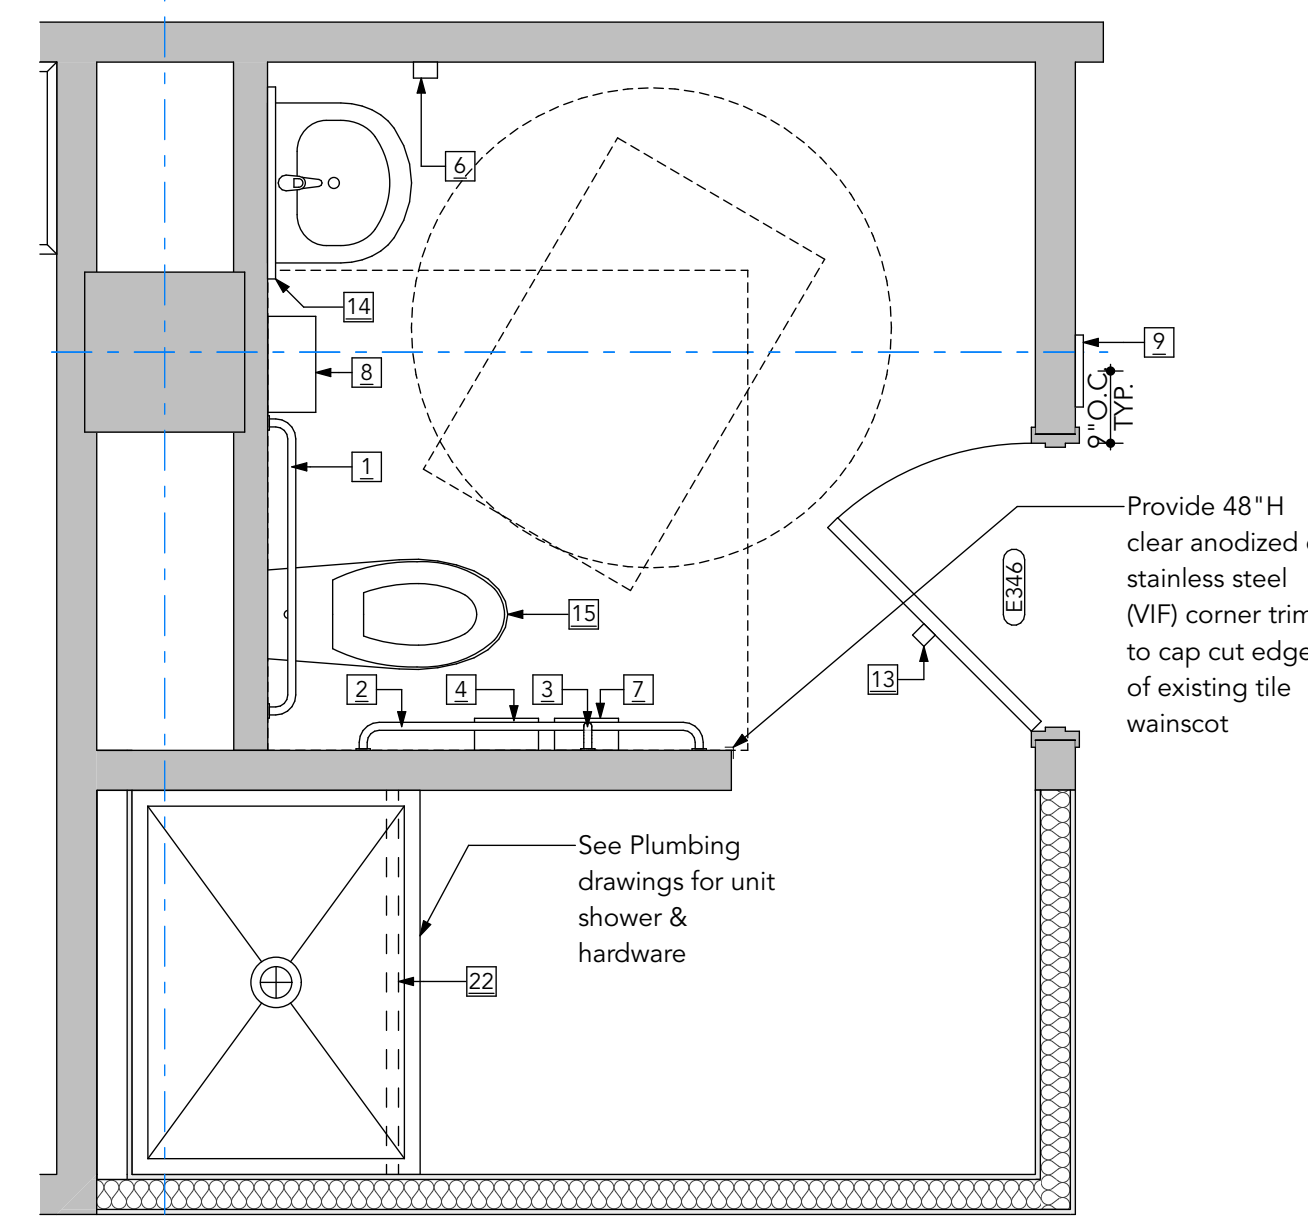 6
14
8
9
9"O.C.
TYP.
1
Provide 48"H
clear anodized
stainless steel
(VIF) corner trim
to cap cut edge
of existing tile
wainscot
E346
15
13
2
4
3
7
See Plumbing
drawings for unit
shower &
hardware
22